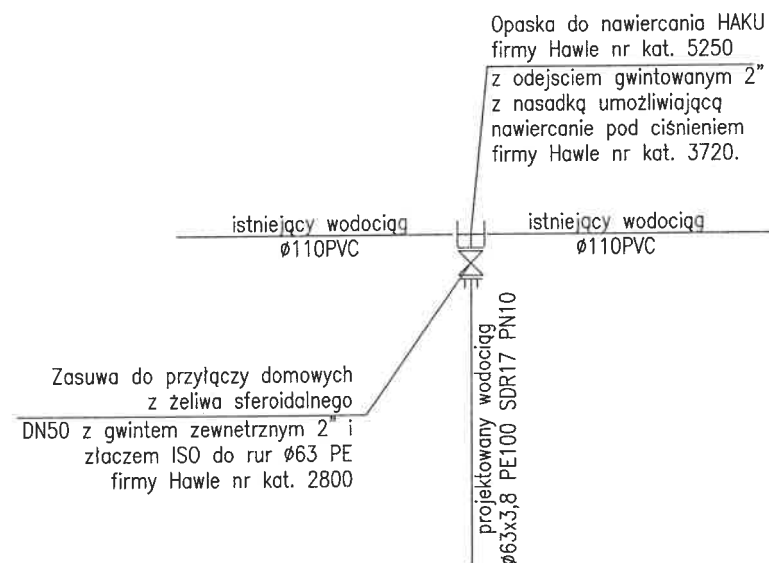 Opaska do nawiercania HAKU
firmy Hawle nr kat. 5250
z odejsciem gwintowanym 2"
z nasadką umożliwiającą
nawiercanie pod ciśnieniem
firmy Hawle nr kat. 3720.
istniejący wodociąg
ø110PVC
istniejący wodociąg
ø110PVC
Zasuwa do przyłączy domowych
z żeliwa sferoidalnego
DN50 z gwintem zewnetrznym 2" i
złaczem ISO do rur ø63 PE
firmy Hawle nr kat. 2800
projektowany wodociąg
ø63x3,8 PE100 SDR17 PN10